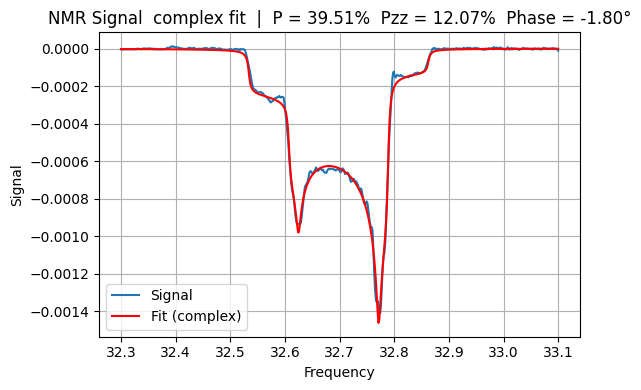 NMR Signal  complex fit  |  P = 39.51%  Pzz = 12.07%  Phase = -1.80°
0.0000
−0.0002
−0.0004
−0.0006
−0.0008
−0.0010
−0.0012
−0.0014
Signal
Signal
Fit (complex)
32.3 32.4 32.5 32.6 32.7 32.8 32.9 33.0 33.1
Frequency